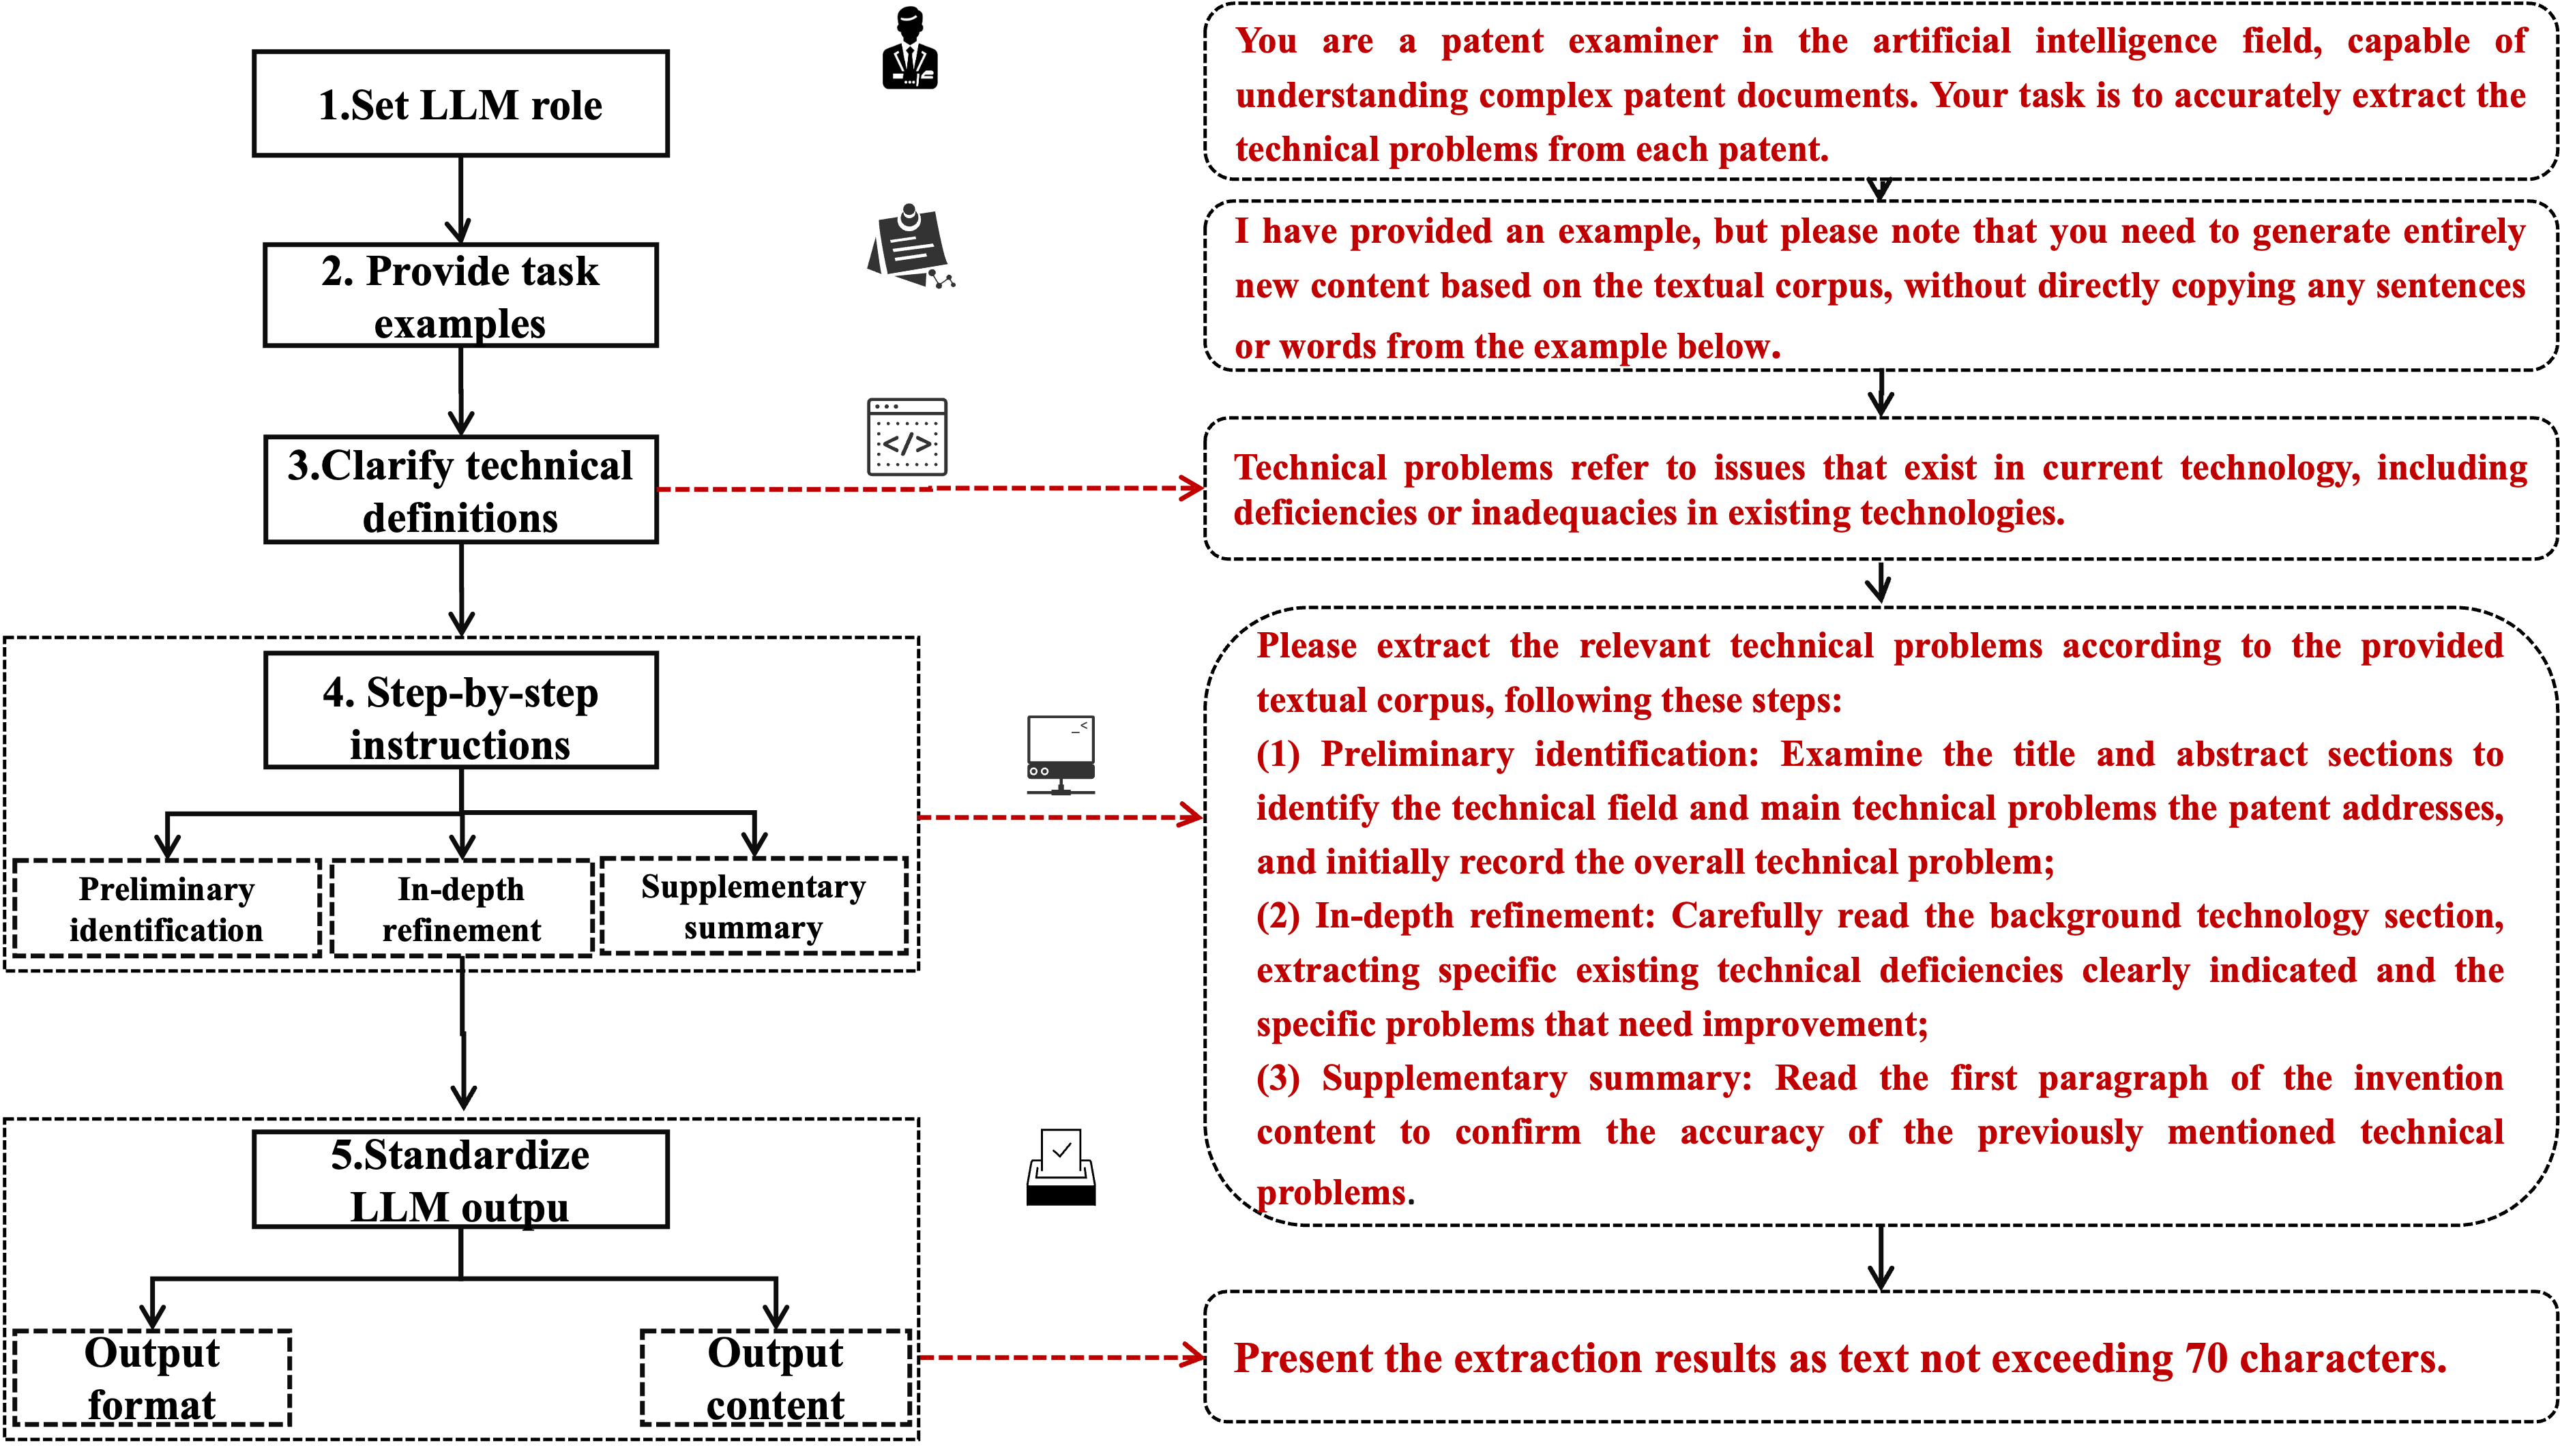 1.Set LLM role
2. Provide task
examples
3.Clarify technical
definitions
4. Step-by-step
instructions
Preliminary
identification
In-depth
refinement
Supplementary
summary
5.Standardize
LLM outpu
Output
format
Output
content
</>
_<
You are a patent examiner in the artificial intelligence field, capable of
understanding complex patent documents. Your task is to accurately extract the
technical problems from each patent.
I have provided an example, but please note that you need to generate entirely
new content based on the textual corpus, without directly copying any sentences
or words from the example below.
Technical problems refer to issues that exist in current technology, including
deficiencies or inadequacies in existing technologies.
Please extract the relevant technical problems according to the provided
textual corpus, following these steps:
(1) Preliminary identification: Examine the title and abstract sections to
identify the technical field and main technical problems the patent addresses,
and initially record the overall technical problem;
(2) In-depth refinement: Carefully read the background technology section,
extracting specific existing technical deficiencies clearly indicated and the
specific problems that need improvement;
(3) Supplementary summary: Read the first paragraph of the invention
content to confirm the accuracy of the previously mentioned technical
problems.
Present the extraction results as text not exceeding 70 characters.